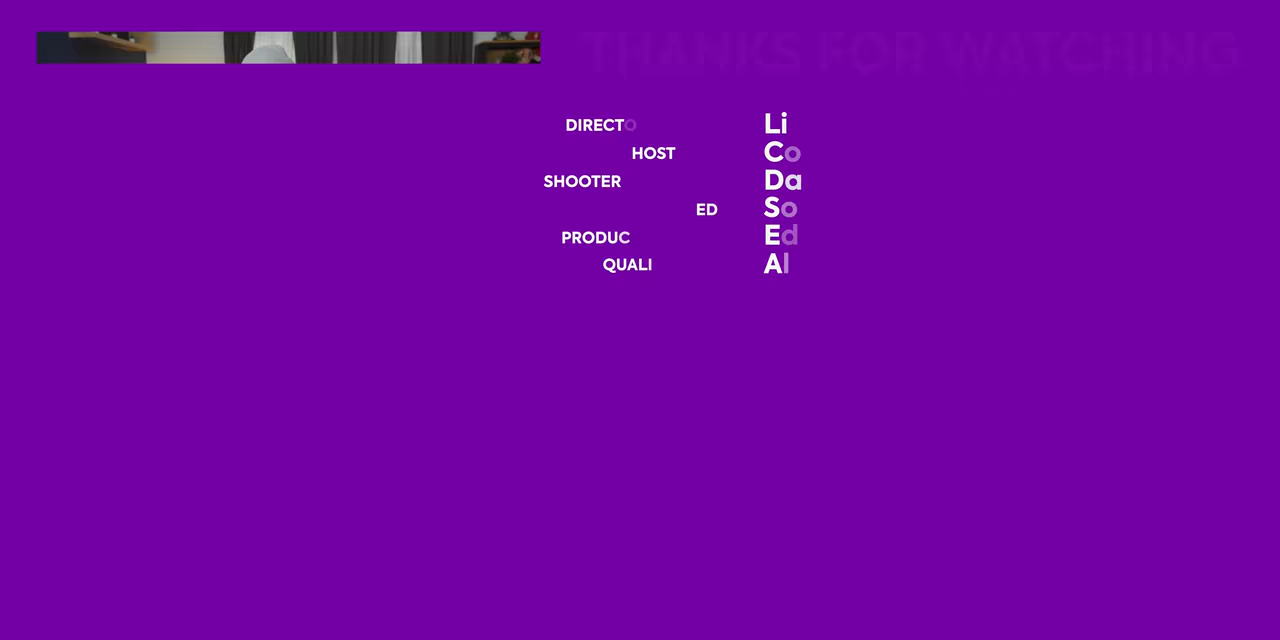 THANKS FOR WATCHING
DIRECTO Li
HOST Co
SHOOTER Da
ED So
PRODUC Ed
QUALI Al